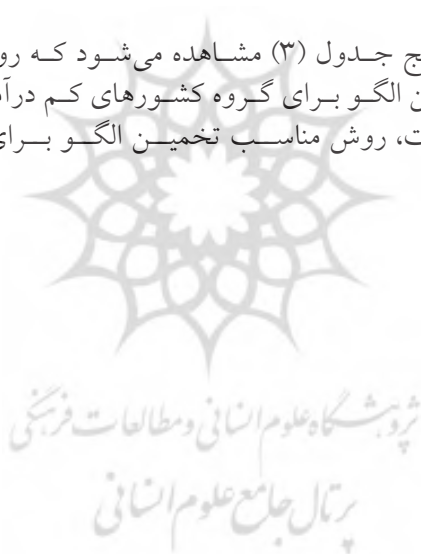 یج جدول (۳) مشاهده می‌شود که رو
ن الگو برای گروه کشورهای کم درآ
ت، روش مناسب تخمین الگو برای
پژوهشگاه علوم انسانی و مطالعات فرهنگی
پرتال جامع علوم انسانی